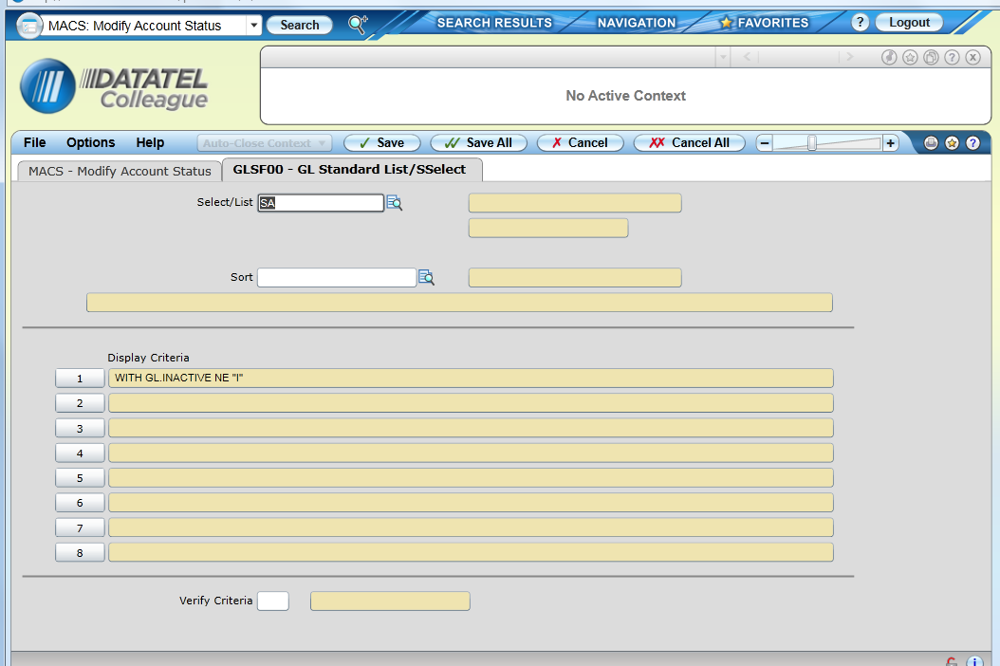 MACS: Modify Account Status Search SEARCH RESULTS NAVIGATION FAVORITES ? Logout
DATATEL
Colleague
No Active Context
File Options Help Auto-Close Context Save Save All Cancel Cancel All
MACS - Modify Account Status GLSF00 - GL Standard List/SSelect
Select/List SA
Sort
Display Criteria
1 WITH GL.INACTIVE NE "I"
2
3
4
5
6
7
8
Verify Criteria